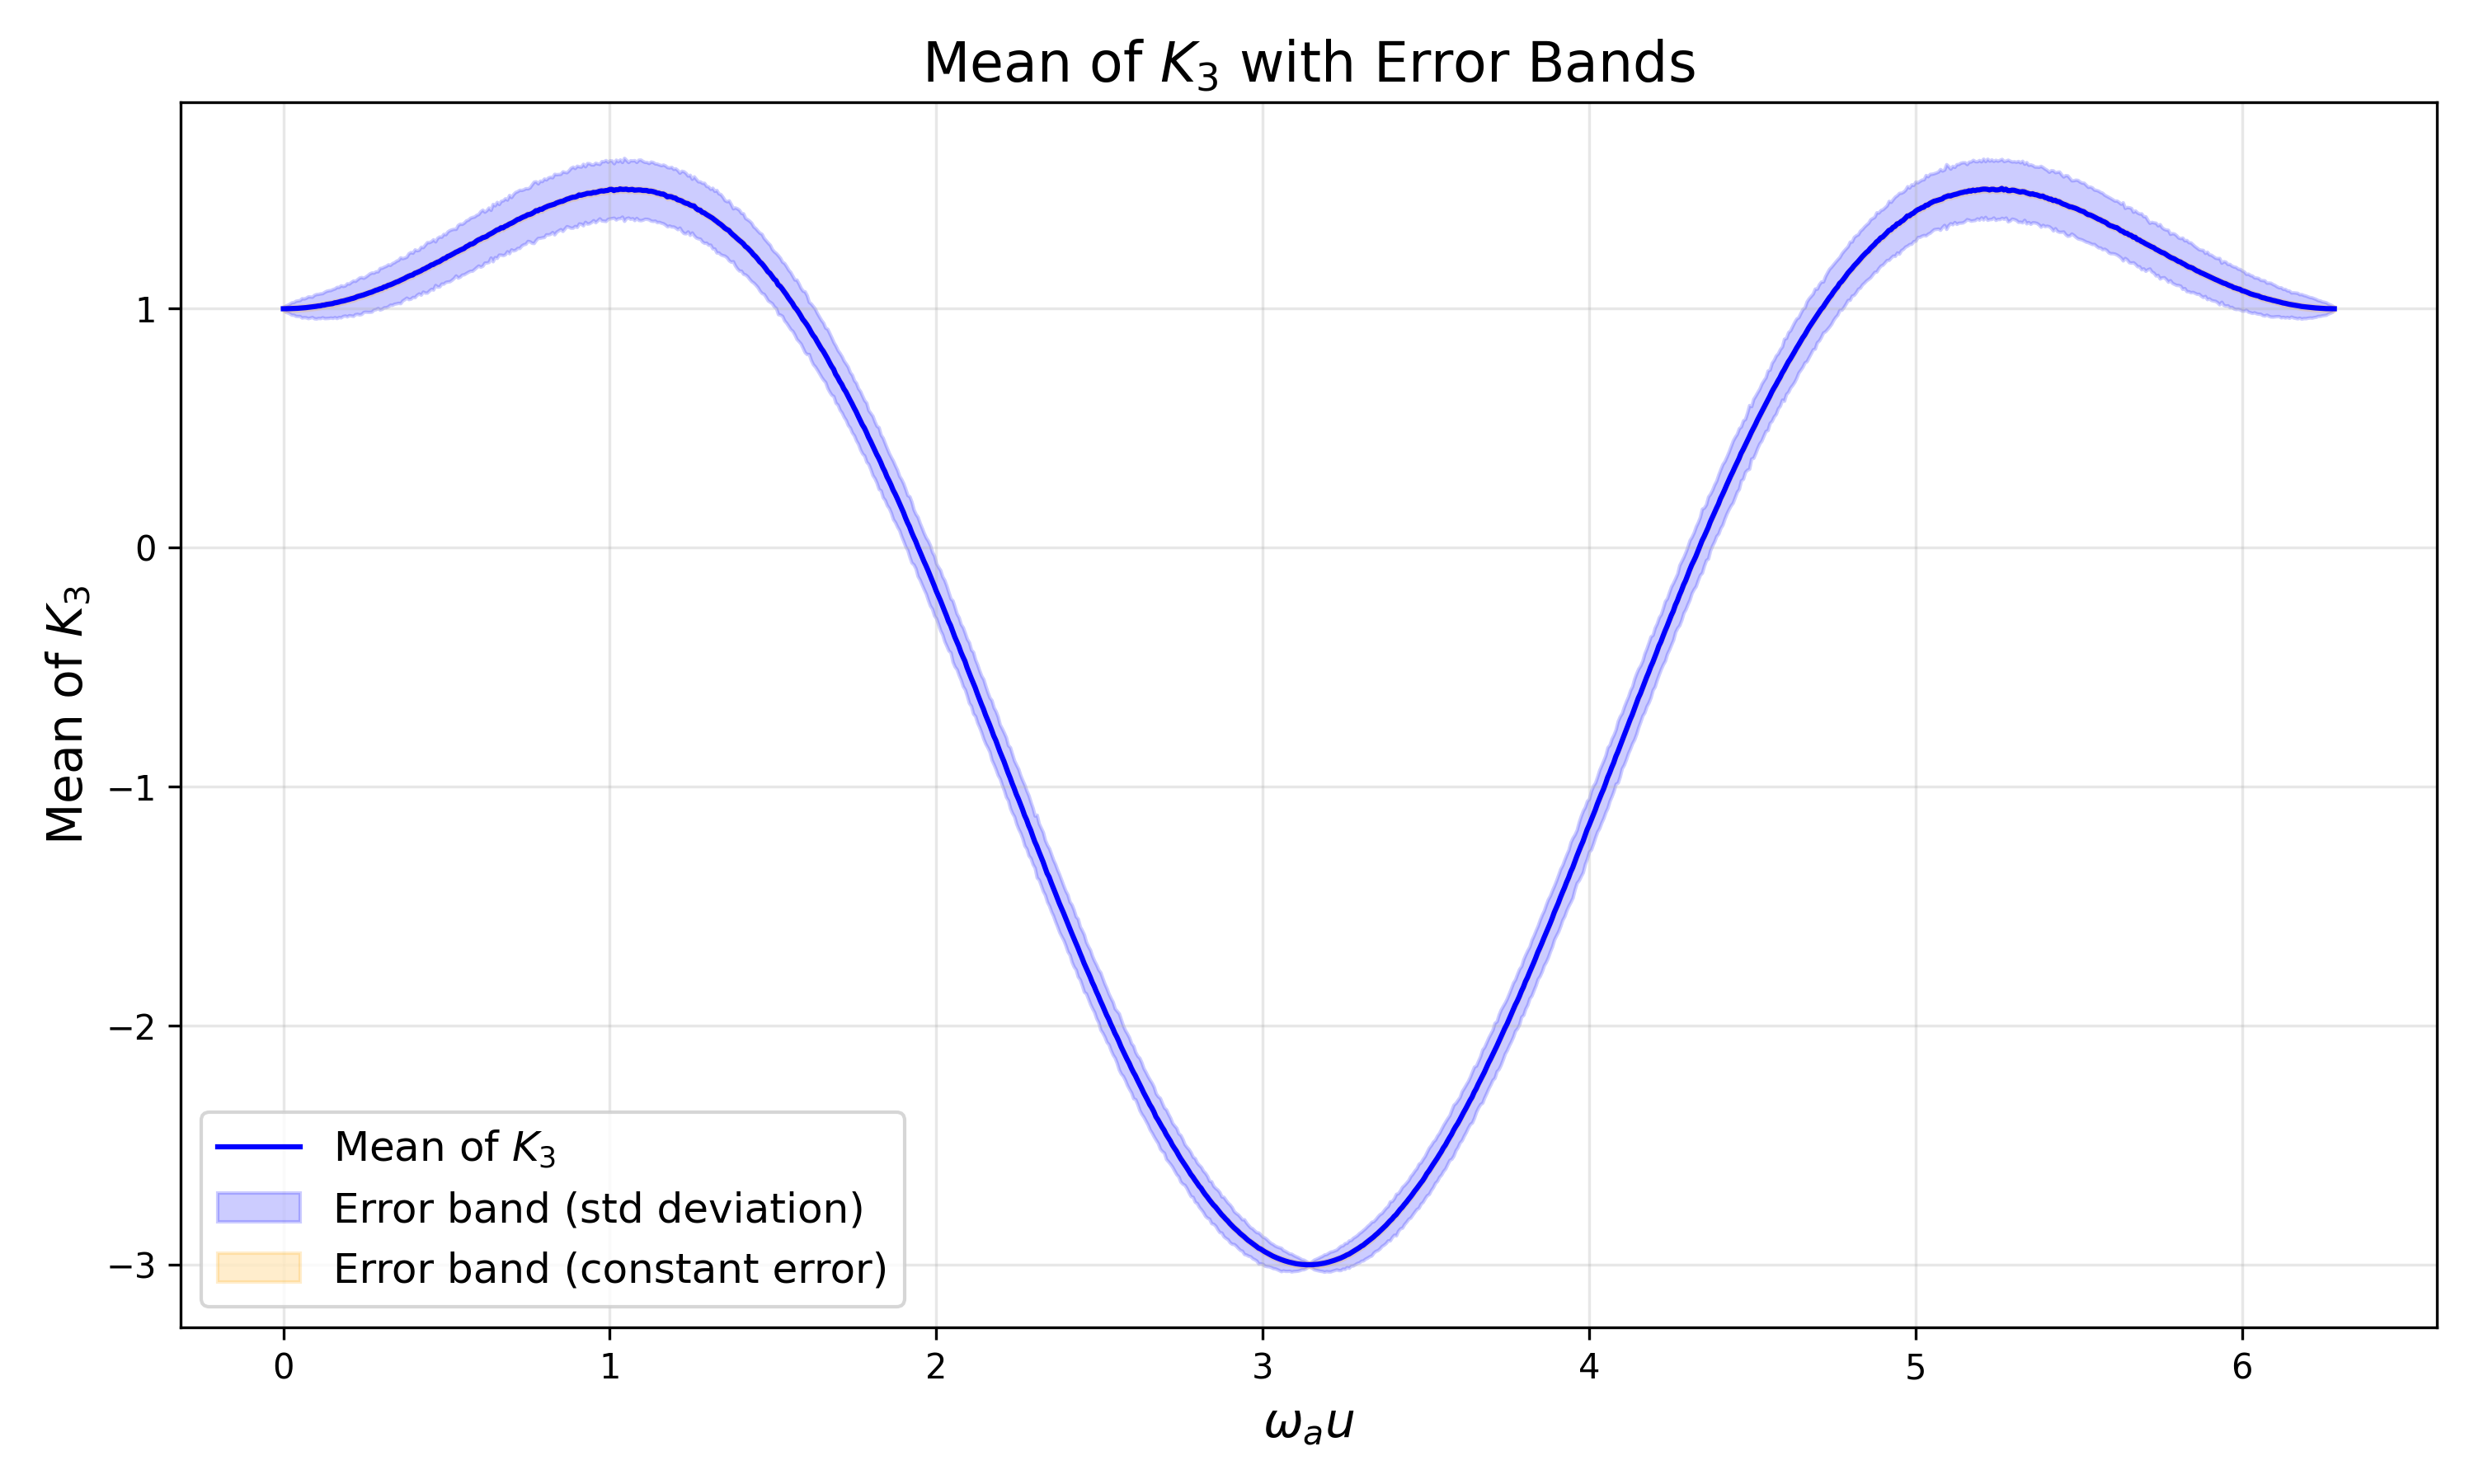 Mean of K₃ with Error Bands
Mean of K₃
1
0
−1
−2
−3
Mean of K₃
Error band (std deviation)
Error band (constant error)
0 1 2 3 4 5 6
ωₐu